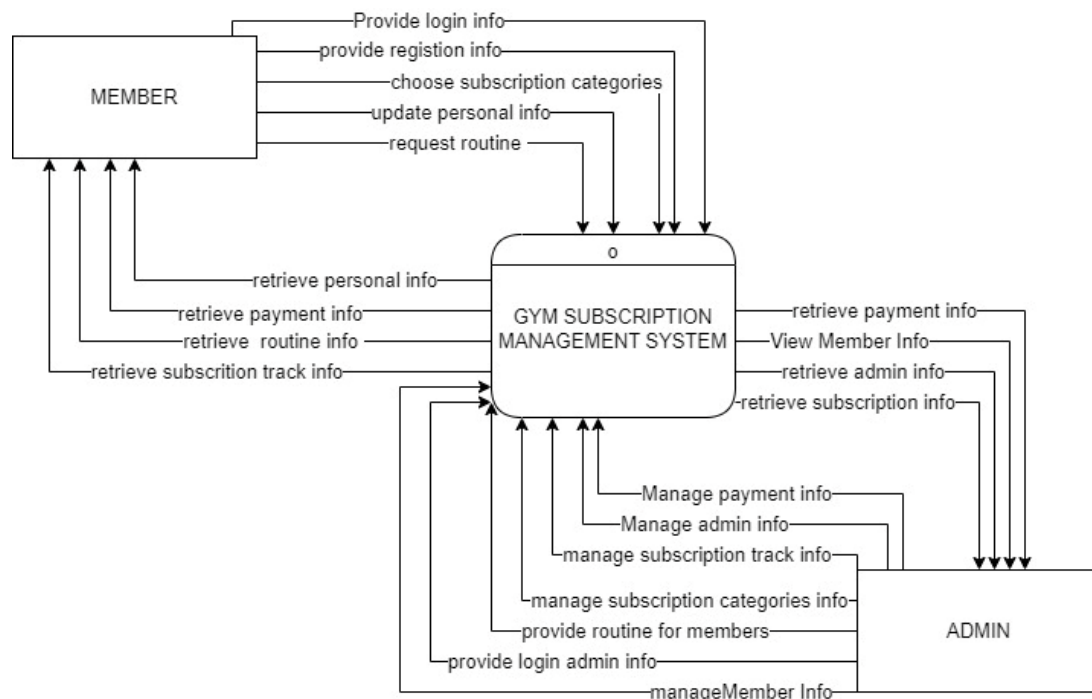 Provide login info
provide registion info
MEMBER
choose subscription categories
update personal info
request routine
o
retrieve personal info
GYM SUBSCRIPTION
MANAGEMENT SYSTEM
retrieve payment info
retrieve routine info
retrieve subscrition track info
retrieve payment info
View Member Info
retrieve admin info
retrieve subscription info
Manage payment info
Manage admin info
manage subscription track info
manage subscription categories info
provide routine for members
ADMIN
provide login admin info
manageMember Info